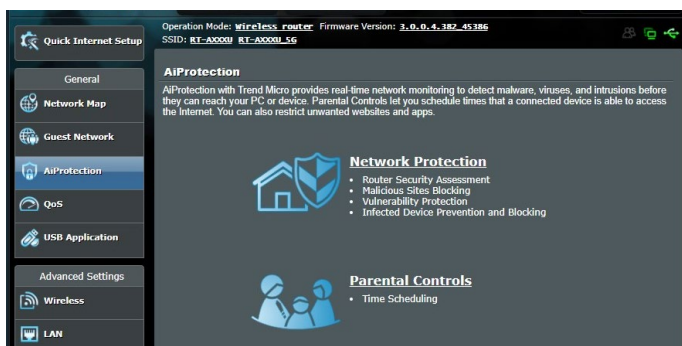 Quick Internet Setup
General
Network Map
Guest Network
AiProtection
QoS
USB Application
Advanced Settings
Wireless
LAN
Operation Mode: Wireless router Firmware Version: 3.0.0.4.382_45386
SSID: RT-AXXXU RT-AXXXU_5G
AiProtection
AiProtection with Trend Micro provides real-time network monitoring to detect malware, viruses, and intrusions before
they can reach your PC or device. Parental Controls let you schedule times that a connected device is able to access
the Internet. You can also restrict unwanted websites and apps.
Network Protection
• Router Security Assessment
• Malicious Sites Blocking
• Vulnerability Protection
• Infected Device Prevention and Blocking
Parental Controls
• Time Scheduling